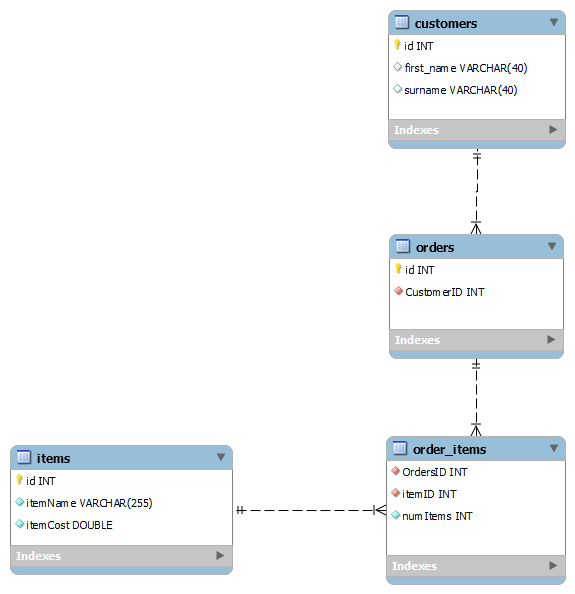 customers
id INT
first_name VARCHAR(40)
surname VARCHAR(40)
Indexes
orders
id INT
CustomerID INT
Indexes
order_items
OrdersID INT
itemID INT
numItems INT
Indexes
items
id INT
itemName VARCHAR(255)
itemCost DOUBLE
Indexes